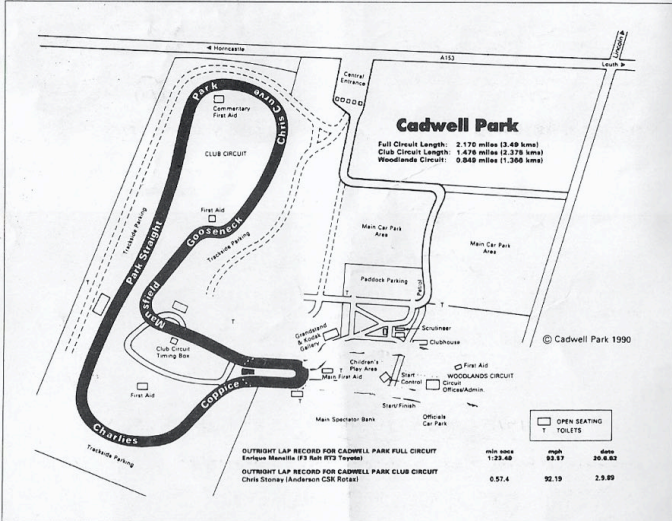 Horncastle
A153
Lincoln
Louth
Central
Entrance
Cadwell Park
Full Circuit Length: 2.170 miles (3.49 kms)
Club Circuit Length: 1.476 miles (2.375 kms)
Woodlands Circuit: 0.849 miles (1.366 kms)
Park
Chris Curve
Commentary
First Aid
CLUB CIRCUIT
First Aid
Gooseneck
Trackside Parking
Trackside Parking
Park Straight
Mansfield
Main Car Park
Area
Main Car Park
Area
Paddock Parking
Petrol
T
T
T
T
Grandstand
& Kodak
Gallery
Scrutineer
Clubhouse
© Cadwell Park 1990
Club Circuit
Timing Box
Children's
Play Area
Main First Aid
First Aid
WOODLANDS CIRCUIT
Start
Control
Circuit
Offices/Admin.
First Aid
Coppice
T
Start/Finish
Main Spectator Bank
Officials
Car Park
Charlies
Trackside Parking
OPEN SEATING
T TOILETS
OUTRIGHT LAP RECORD FOR CADWELL PARK FULL CIRCUIT min secs mph date
Enrique Mansilla (F3 Ralt RT3 Toyota) 1:23.40 93.57 20.6.82
OUTRIGHT LAP RECORD FOR CADWELL PARK CLUB CIRCUIT
Chris Stoney (Anderson CSK Rotax) 0.57.4 92.19 2.9.89